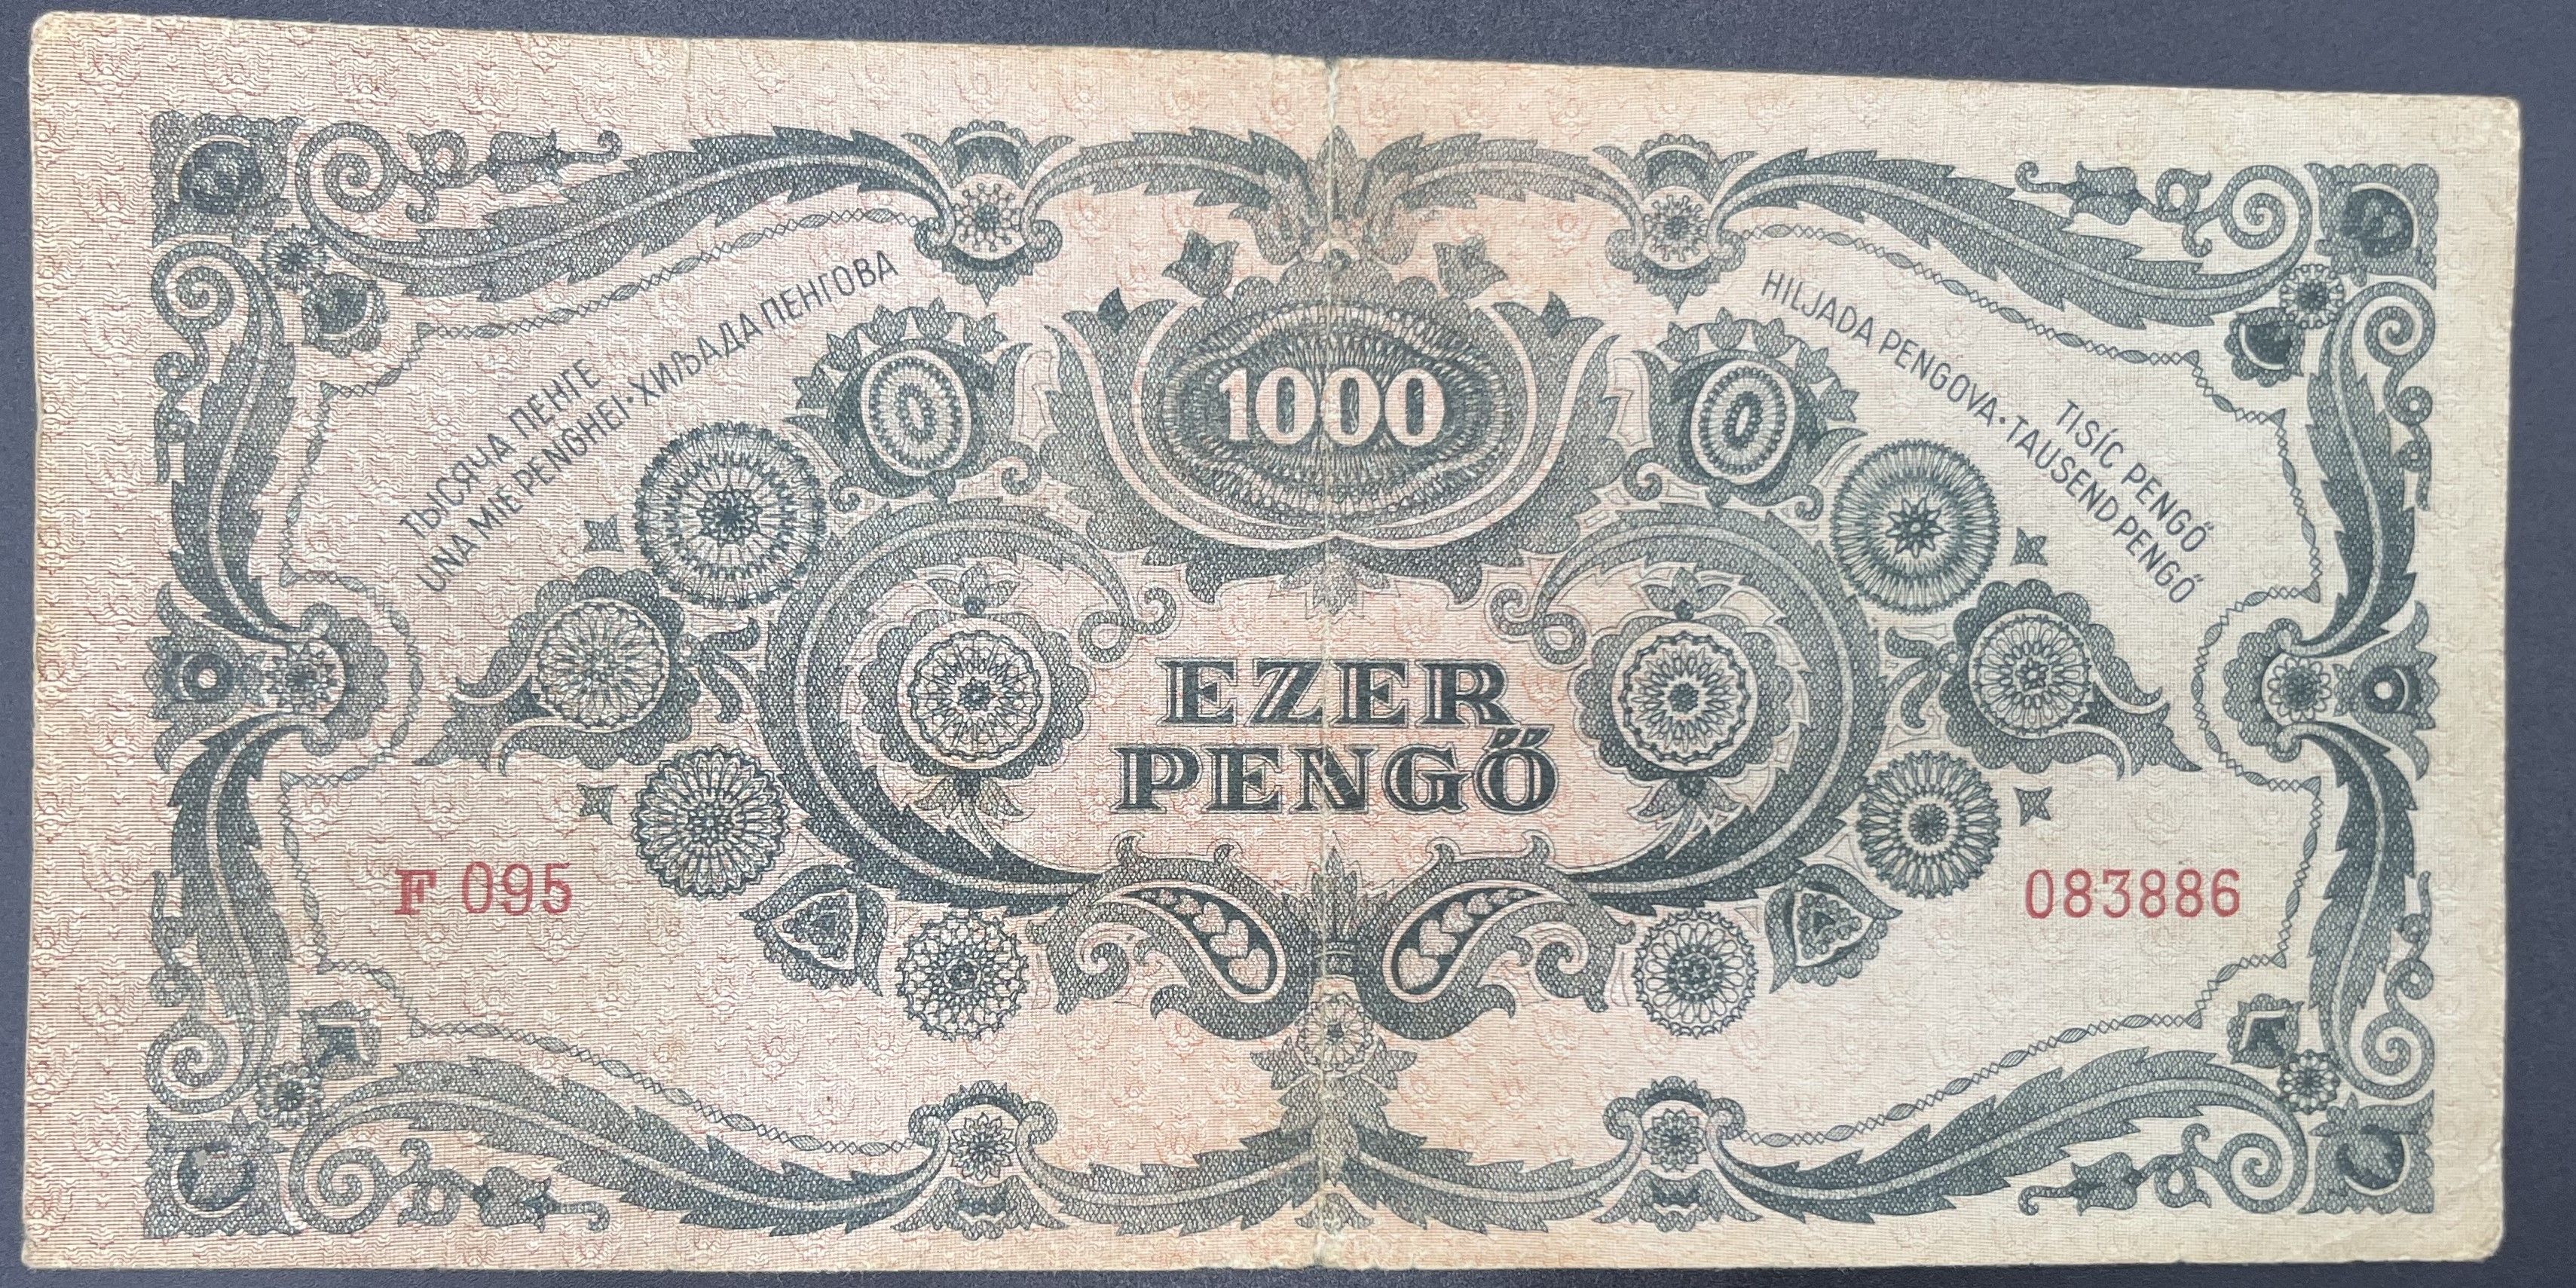 ТЫСЯЧА ПЕНГЕ
UNA MIE PENGHEI · ХИЉАДА ПЕНГОВА
1000
HILJADA PENGOVA · TAUSEND PENGŐ
TISÍC PENGŐ
0
0
EZER
PENGŐ
F 095
083886